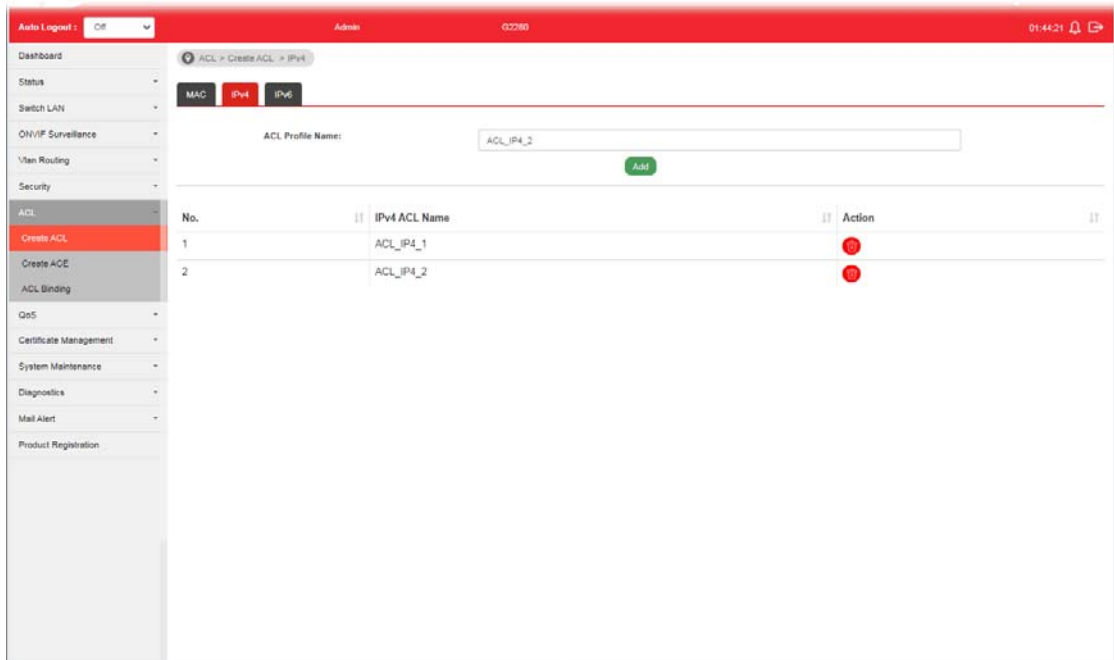 Auto Logout : Off Admin G2280 01:44:21
Dashboard
Status
Switch LAN
ONVIF Surveillance
Vlan Routing
Security
ACL
Create ACL
Create ACE
ACL Binding
QoS
Certificate Management
System Maintenance
Diagnostics
Mail Alert
Product Registration
ACL > Create ACL > IPv4
MAC IPv4 IPv6
ACL Profile Name: ACL_IP4_2
Add
No. IPv4 ACL Name Action
1 ACL_IP4_1
2 ACL_IP4_2